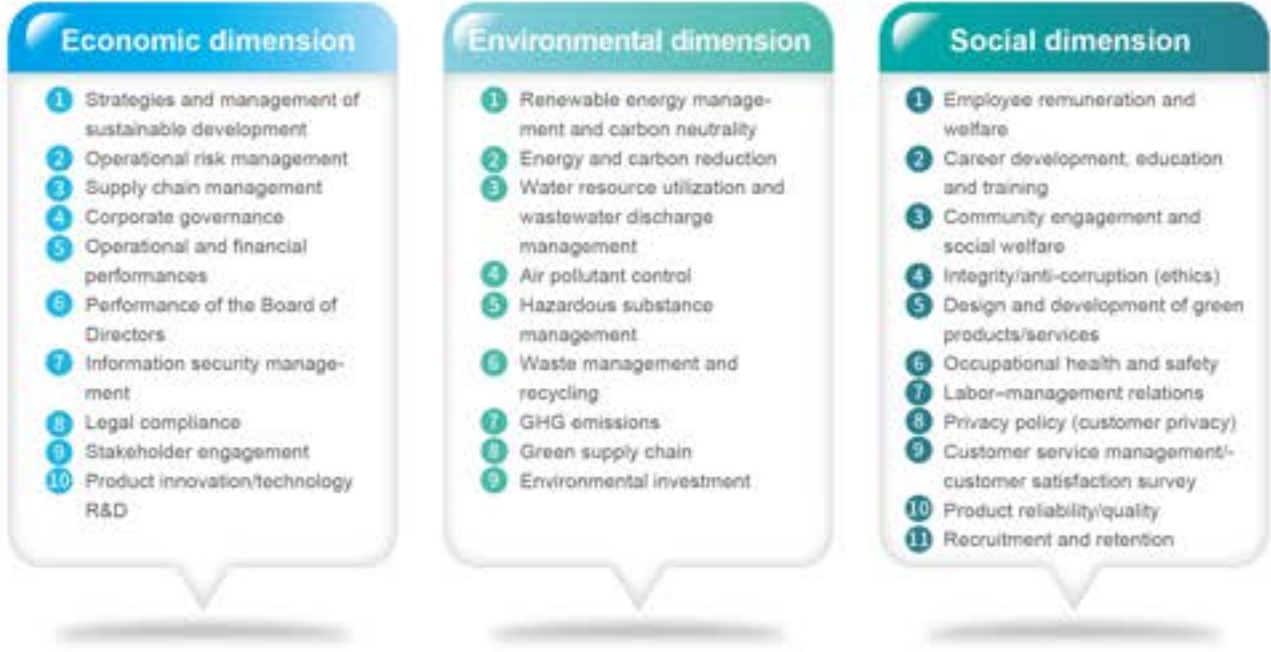 Economic dimension
1 Strategies and management of
sustainable development
2 Operational risk management
3 Supply chain management
4 Corporate governance
5 Operational and financial
performances
6 Performance of the Board of
Directors
7 Information security manage-
ment
8 Legal compliance
9 Stakeholder engagement
10 Product innovation/technology
R&D
Environmental dimension
1 Renewable energy manage-
ment and carbon neutrality
2 Energy and carbon reduction
3 Water resource utilization and
wastewater discharge
management
4 Air pollutant control
5 Hazardous substance
management
6 Waste management and
recycling
7 GHG emissions
8 Green supply chain
9 Environmental investment
Social dimension
1 Employee remuneration and
welfare
2 Career development, education
and training
3 Community engagement and
social welfare
4 Integrity/anti-corruption (ethics)
5 Design and development of green
products/services
6 Occupational health and safety
7 Labor–management relations
8 Privacy policy (customer privacy)
9 Customer service management/-
customer satisfaction survey
10 Product reliability/quality
11 Recruitment and retention